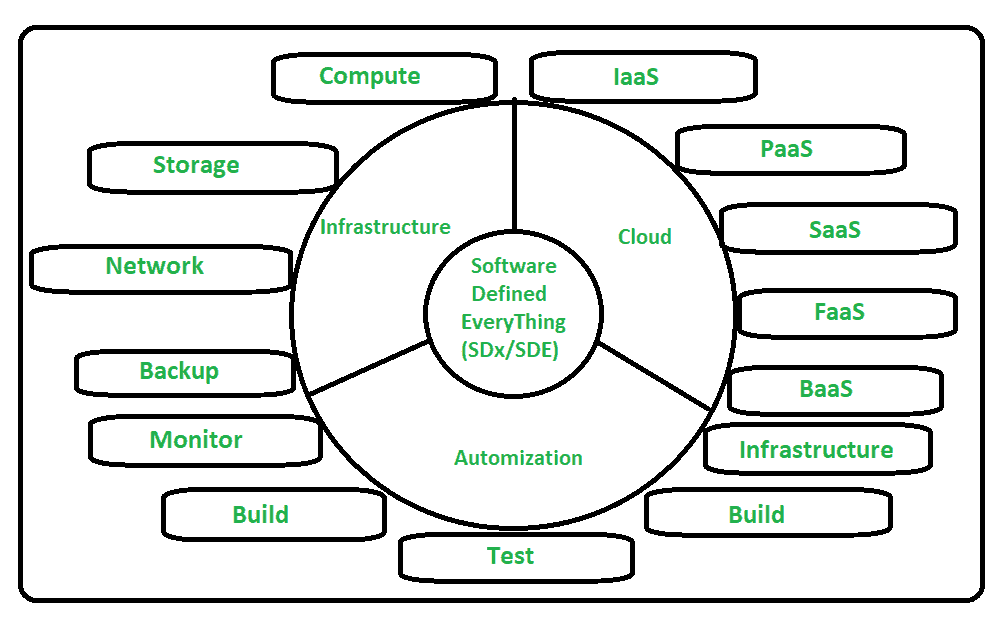 Compute
IaaS
Storage
PaaS
Infrastructure
Cloud
SaaS
Network
Software
Defined
EveryThing
(SDx/SDE)
FaaS
Backup
BaaS
Monitor
Infrastructure
Automization
Build
Build
Test